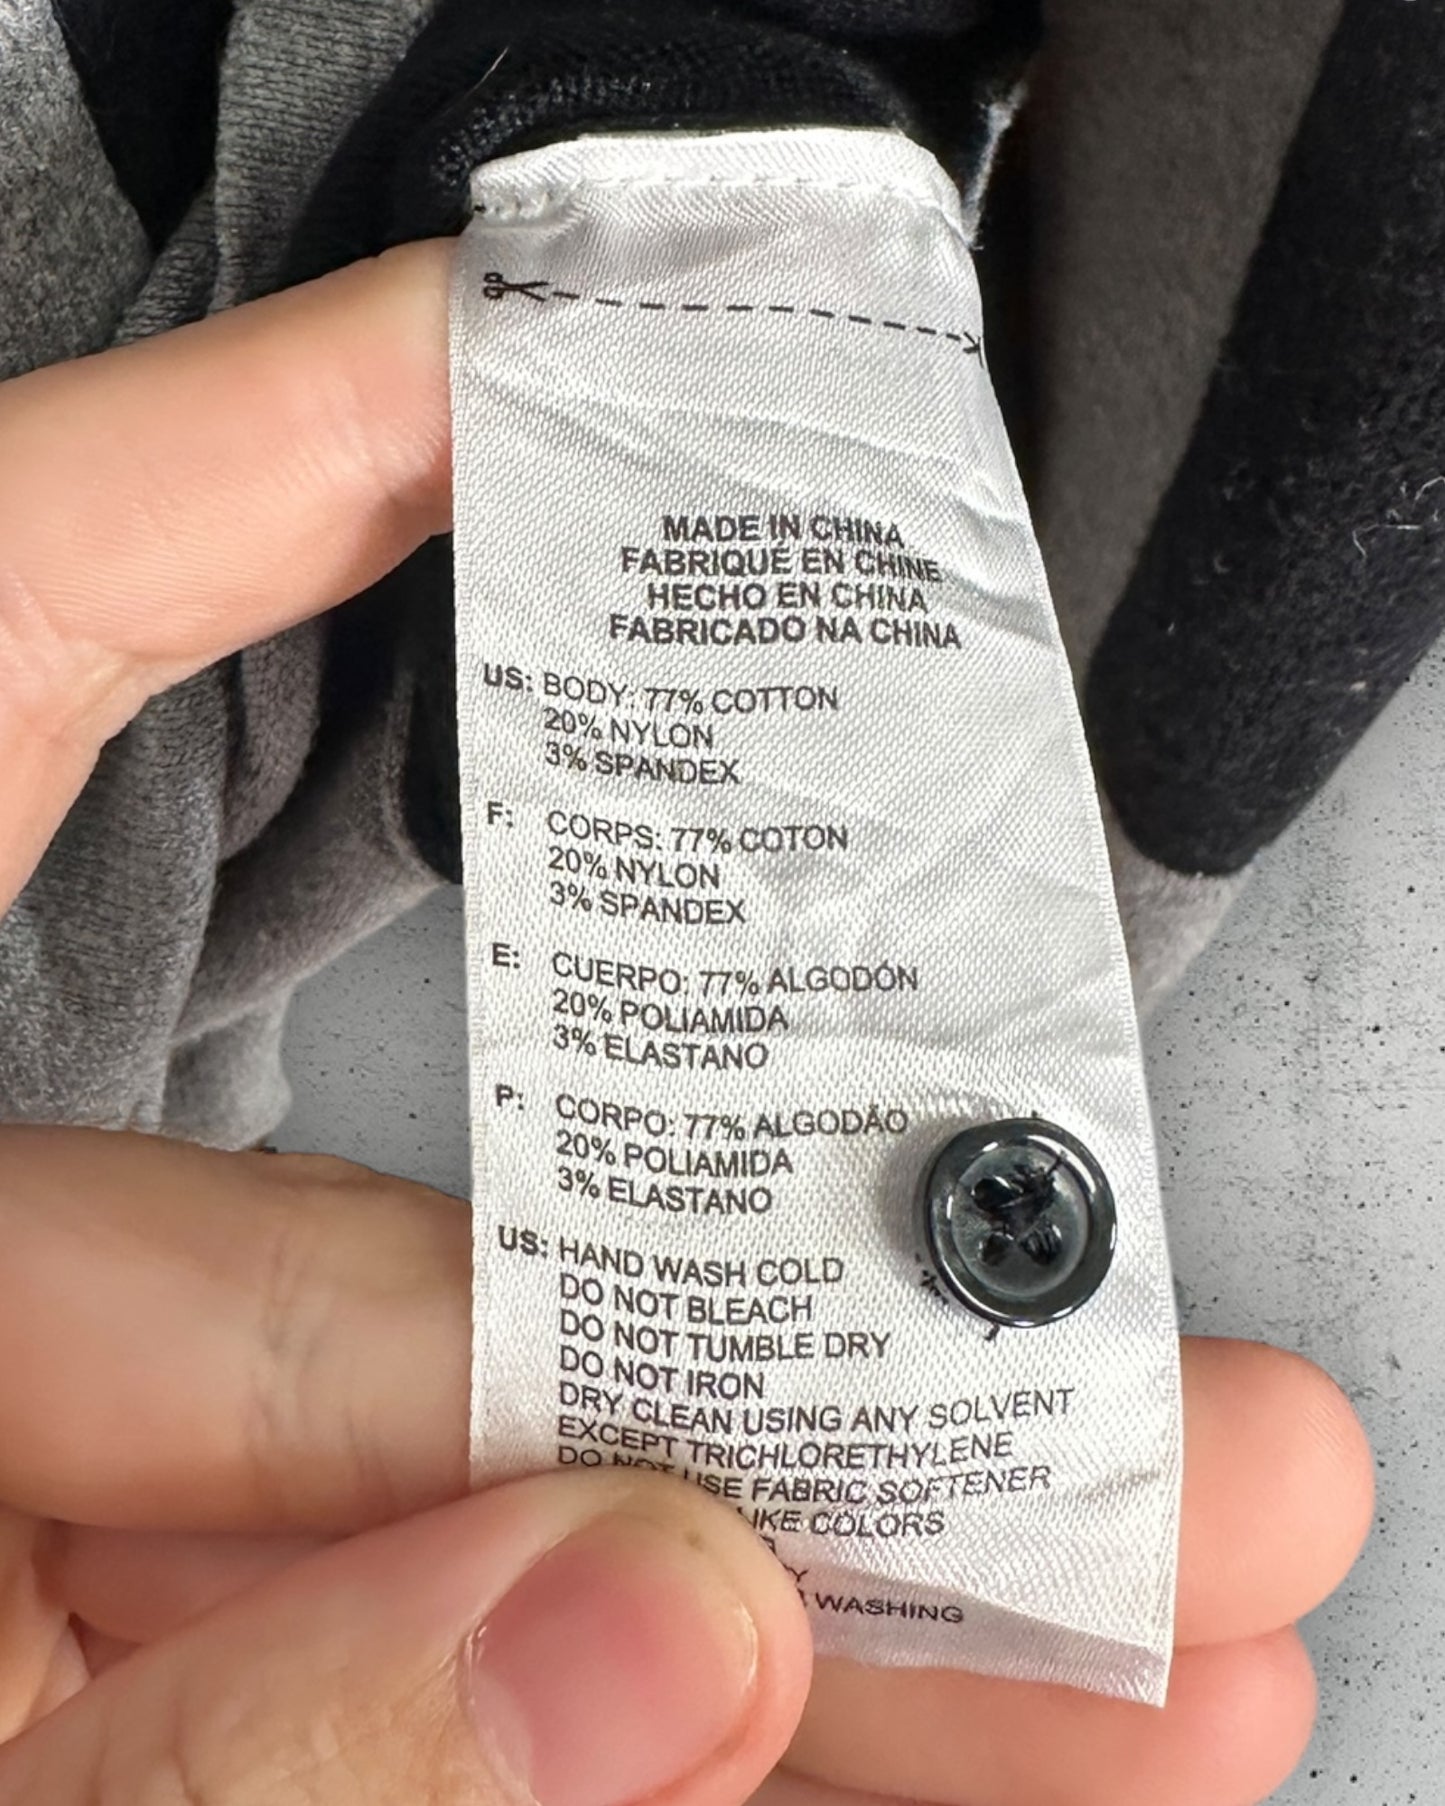 MADE IN CHINA
FABRIQUÉ EN CHINE
HECHO EN CHINA
FABRICADO NA CHINA
US: BODY: 77% COTTON
20% NYLON
3% SPANDEX
F: CORPS: 77% COTON
20% NYLON
3% SPANDEX
E: CUERPO: 77% ALGODÓN
20% POLIAMIDA
3% ELASTANO
P: CORPO: 77% ALGODÃO
20% POLIAMIDA
3% ELASTANO
US: HAND WASH COLD
DO NOT BLEACH
DO NOT TUMBLE DRY
DO NOT IRON
DRY CLEAN USING ANY SOLVENT
EXCEPT TRICHLORETHYLENE
DO NOT USE FABRIC SOFTENER
LIKE COLORS
WASHING